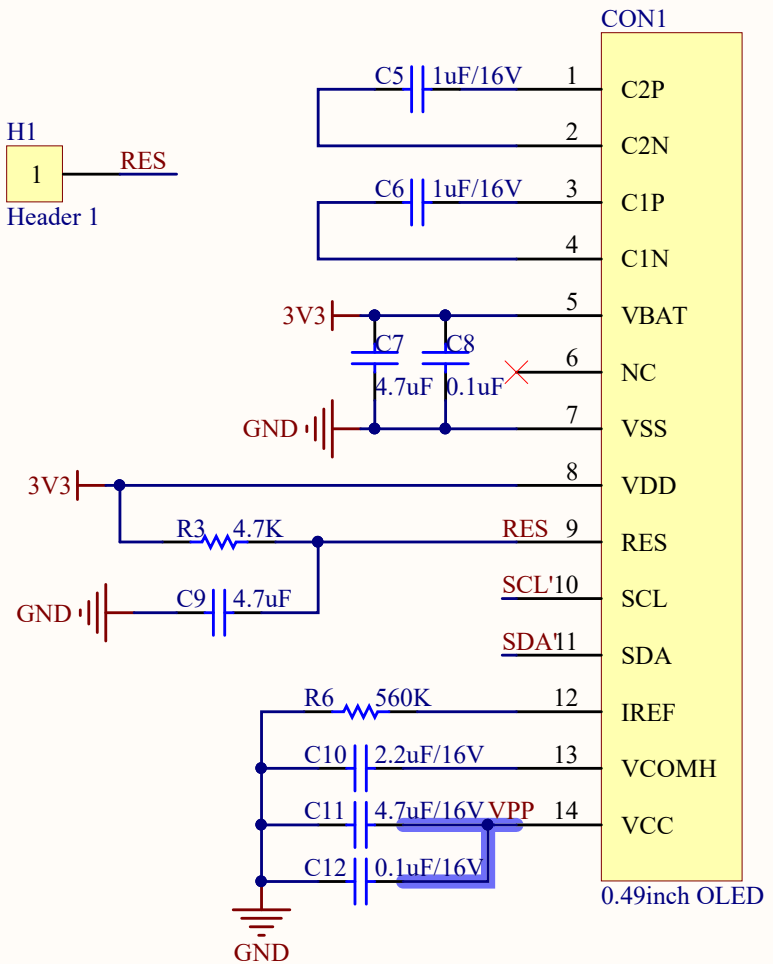 CON1
C5 1uF/16V 1 C2P
2 C2N
H1
1 RES
Header 1
C6 1uF/16V 3 C1P
4 C1N
3V3 5 VBAT
C7 C8
6 NC
4.7uF 0.1uF
GND 7 VSS
3V3 8 VDD
R3 4.7K RES 9 RES
C9 4.7uF
GND
SCL' 10 SCL
SDA' 11 SDA
R6 560K 12 IREF
C10 2.2uF/16V 13 VCOMH
C11 4.7uF/16V VPP 14 VCC
C12 0.1uF/16V
0.49inch OLED
GND